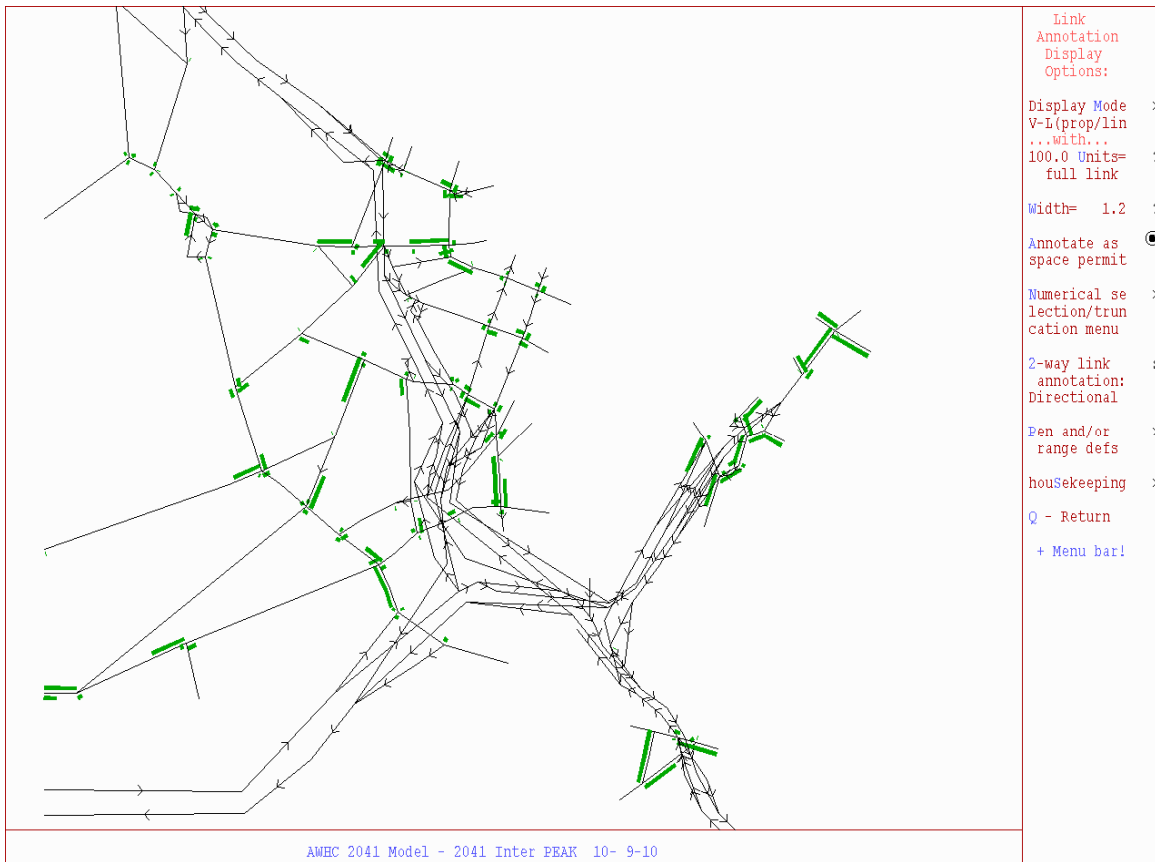 Link
Annotation
Display
Options:
Display Mode
V-L(prop/lin
...with...
100.0 Units=
full link
Width=   1.2
Annotate as
space permit
Numerical se
lection/trun
cation menu
2-way link
annotation:
Directional
Pen and/or
range defs
houSekeeping
Q - Return
+ Menu bar!
AWHC 2041 Model - 2041 Inter PEAK  10- 9-10